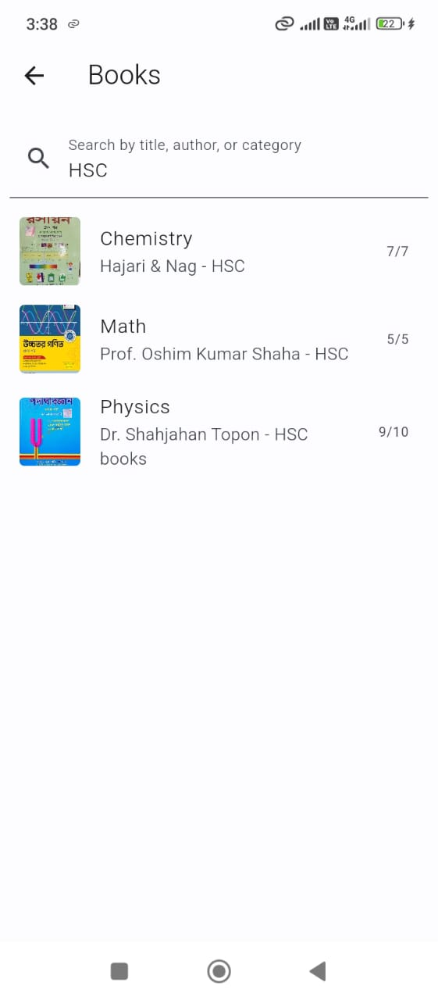 3:38
Vo LTE 4G 22
Books
Search by title, author, or category
HSC
রসায়ন
Chemistry
7/7
Hajari & Nag - HSC
উচ্চতর গণিত
Math
5/5
Prof. Oshim Kumar Shaha - HSC
পদার্থবিজ্ঞান
Physics
9/10
Dr. Shahjahan Topon - HSC
books